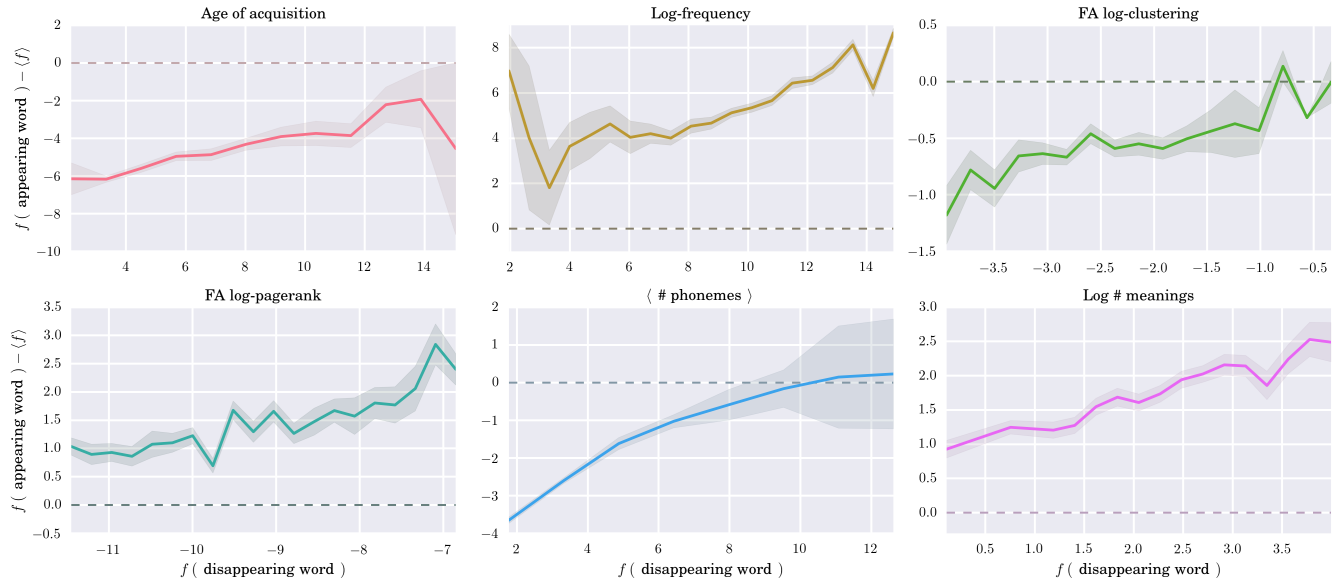 Age of acquisition
Log-frequency
FA log-clustering
f ( appearing word ) − ⟨f⟩
2
0
−2
−4
−6
−8
−10
4 6 8 10 12 14
8
6
4
2
0
2 4 6 8 10 12 14
0.5
0.0
−0.5
−1.0
−1.5
−3.5 −3.0 −2.5 −2.0 −1.5 −1.0 −0.5
FA log-pagerank
⟨ # phonemes ⟩
Log # meanings
f ( appearing word ) − ⟨f⟩
3.5
3.0
2.5
2.0
1.5
1.0
0.5
0.0
−0.5
−11 −10 −9 −8 −7
2
1
0
−1
−2
−3
−4
2 4 6 8 10 12
3.0
2.5
2.0
1.5
1.0
0.5
0.0
0.5 1.0 1.5 2.0 2.5 3.0 3.5
f ( disappearing word )
f ( disappearing word )
f ( disappearing word )